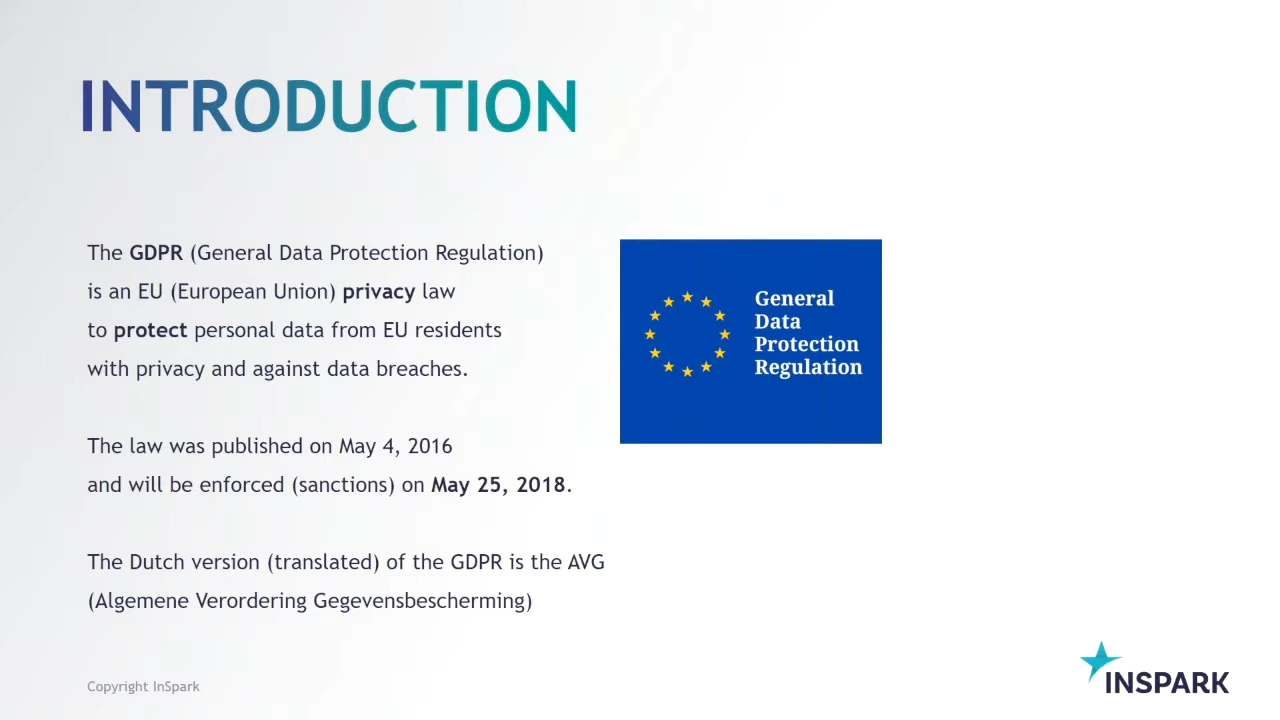 INTRODUCTION
The GDPR (General Data Protection Regulation)
is an EU (European Union) privacy law
to protect personal data from EU residents
with privacy and against data breaches.
The law was published on May 4, 2016
and will be enforced (sanctions) on May 25, 2018.
The Dutch version (translated) of the GDPR is the AVG
(Algemene Verordering Gegevensbescherming)
General
Data
Protection
Regulation
Copyright InSpark
INSPARK